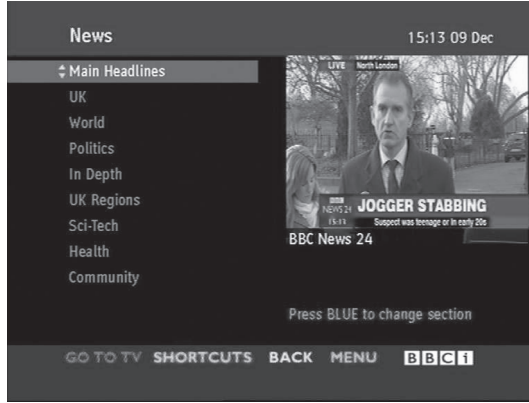 News
15:13 09 Dec
Main Headlines
UK
World
Politics
In Depth
UK Regions
Sci-Tech
Health
Community
LIVE
North London
BBC
NEWS 24
15:13
JOGGER STABBING
Suspect was teenage or in early 20s
BBC News 24
Press BLUE to change section
GO TO TV SHORTCUTS BACK MENU BBCi